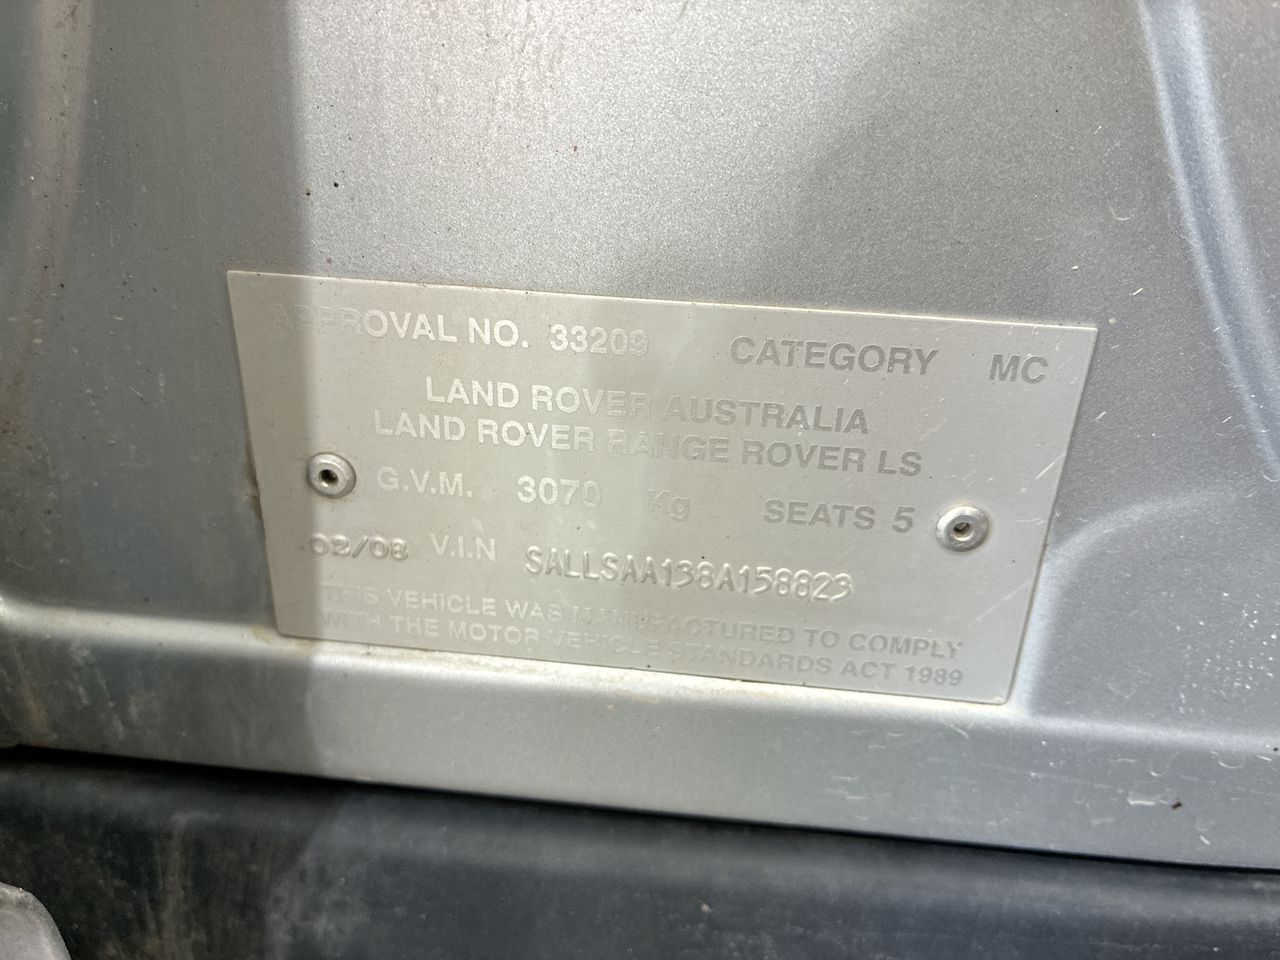 APPROVAL NO. 33209 CATEGORY MC
LAND ROVER AUSTRALIA
LAND ROVER RANGE ROVER LS
G.V.M. 3070 Kg SEATS 5
02/08 V.I.N SALLSAA138A158823
THIS VEHICLE WAS MANUFACTURED TO COMPLY
WITH THE MOTOR VEHICLE STANDARDS ACT 1989